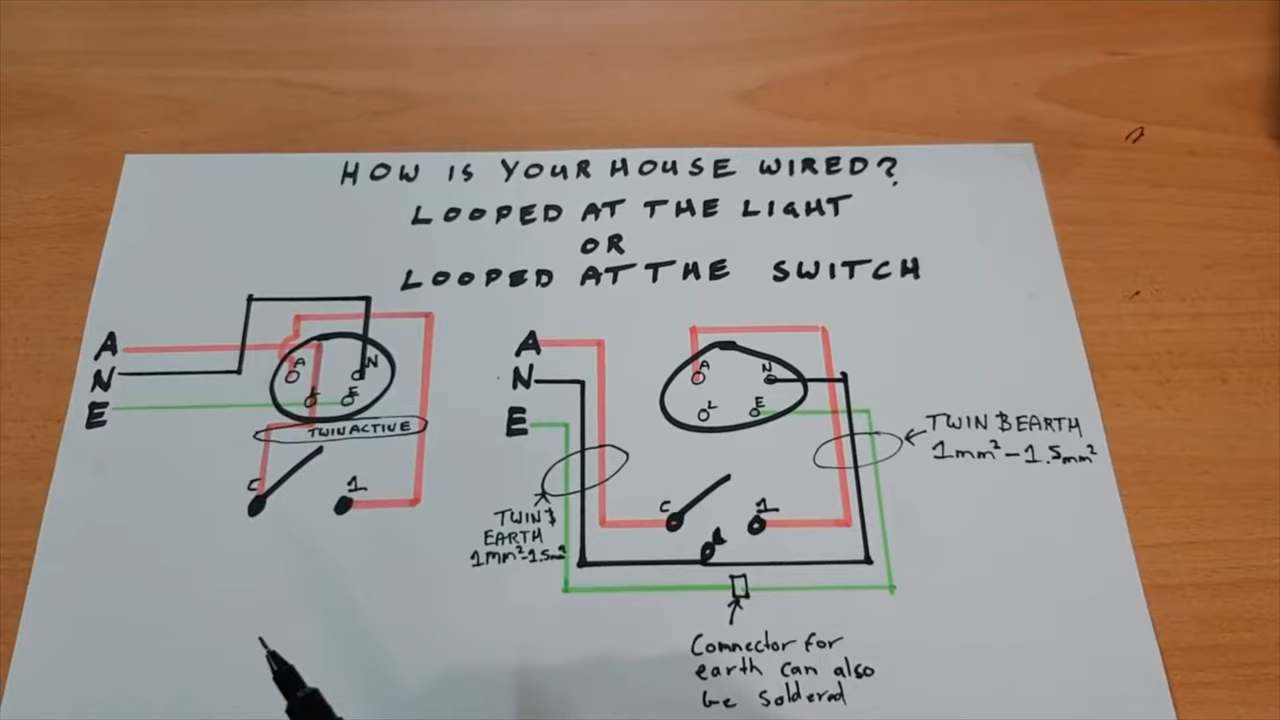 HOW IS YOUR HOUSE WIRED?
LOOPED AT THE LIGHT
OR
LOOPED AT THE SWITCH
A
N
E
A
N
L
E
TWIN ACTIVE
C
1
A
N
E
A
N
L
E
C
1
L
TWIN &
EARTH
1mm²-1.5m²
TWIN & EARTH
1mm²-1.5mm²
Connector for
earth can also
be soldered